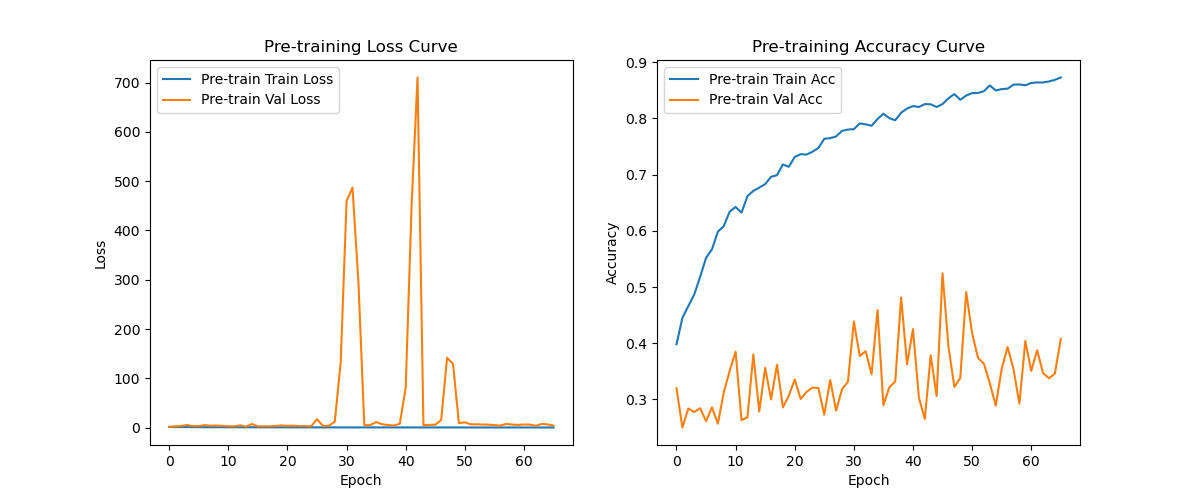 Pre-training Loss Curve
Pre-train Train Loss
Pre-train Val Loss
700
600
500
400
300
200
100
0
Loss
0 10 20 30 40 50 60
Epoch
Pre-training Accuracy Curve
Pre-train Train Acc
Pre-train Val Acc
0.9
0.8
0.7
0.6
0.5
0.4
0.3
Accuracy
0 10 20 30 40 50 60
Epoch